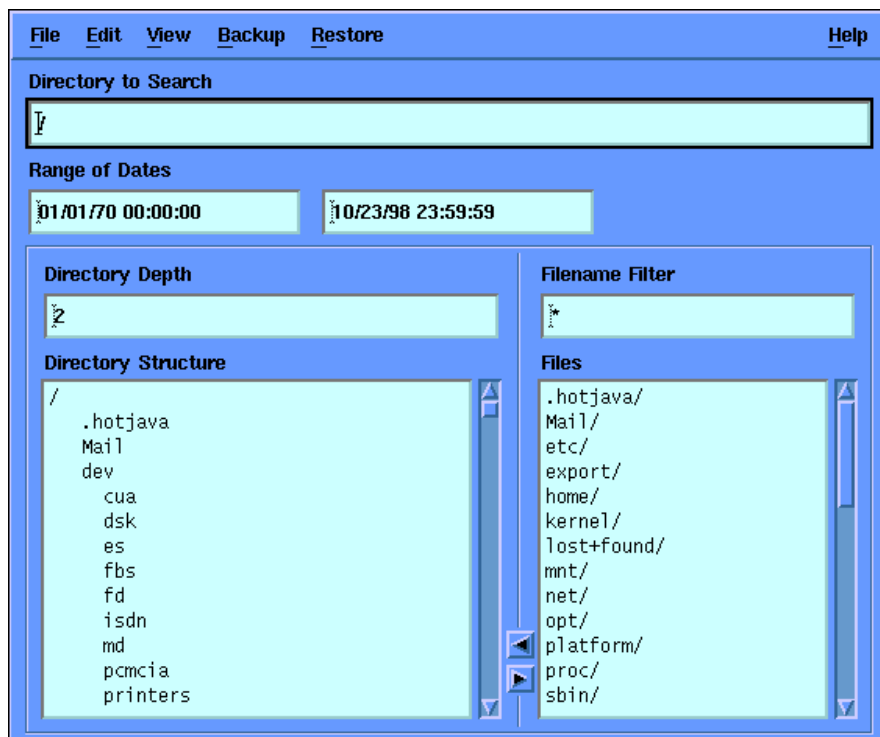 File Edit View Backup Restore Help
Directory to Search
/
Range of Dates
01/01/70 00:00:00 10/23/98 23:59:59
Directory Depth
2
Directory Structure
/
.hotjava
Mail
dev
cua
dsk
es
fbs
fd
isdn
md
pcmcia
printers
Filename Filter
*
Files
.hotjava/
Mail/
etc/
export/
home/
kernel/
lost+found/
mnt/
net/
opt/
platform/
proc/
sbin/